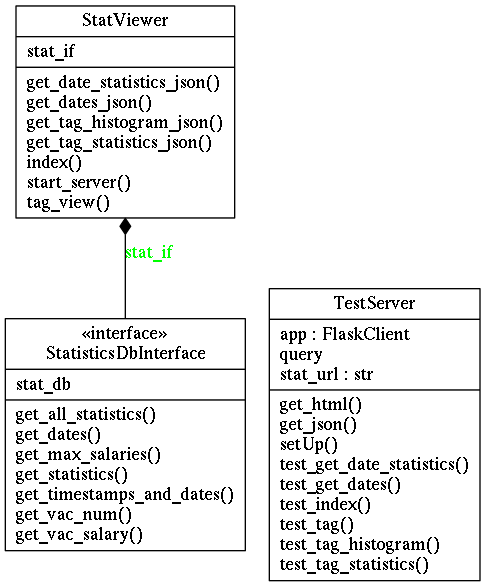 StatViewer
stat_if
get_date_statistics_json()
get_dates_json()
get_tag_histogram_json()
get_tag_statistics_json()
index()
start_server()
tag_view()
stat_if
«interface»
StatisticsDbInterface
stat_db
get_all_statistics()
get_dates()
get_max_salaries()
get_statistics()
get_timestamps_and_dates()
get_vac_num()
get_vac_salary()
TestServer
app : FlaskClient
query
stat_url : str
get_html()
get_json()
setUp()
test_get_date_statistics()
test_get_dates()
test_index()
test_tag()
test_tag_histogram()
test_tag_statistics()